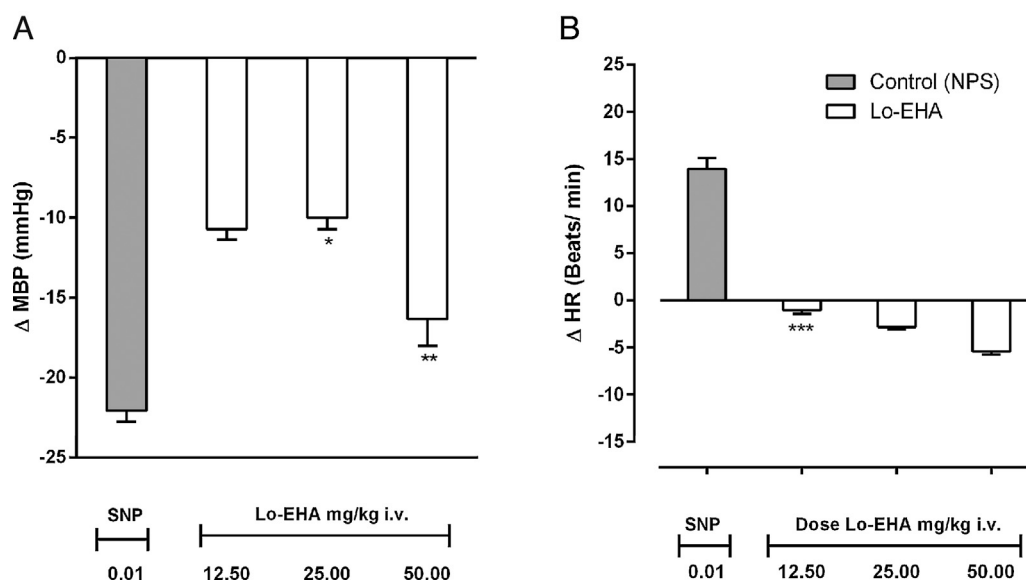 A
0
-5
-10
-15
-20
-25
Δ MBP (mmHg)
*
**
SNP
Lo-EHA mg/kg i.v.
0.01 12.50 25.00 50.00
B
25
20
15
10
5
0
-5
-10
-15
Δ HR (Beats/ min)
Control (NPS)
Lo-EHA
***
SNP
Dose Lo-EHA mg/kg i.v.
0.01 12.50 25.00 50.00